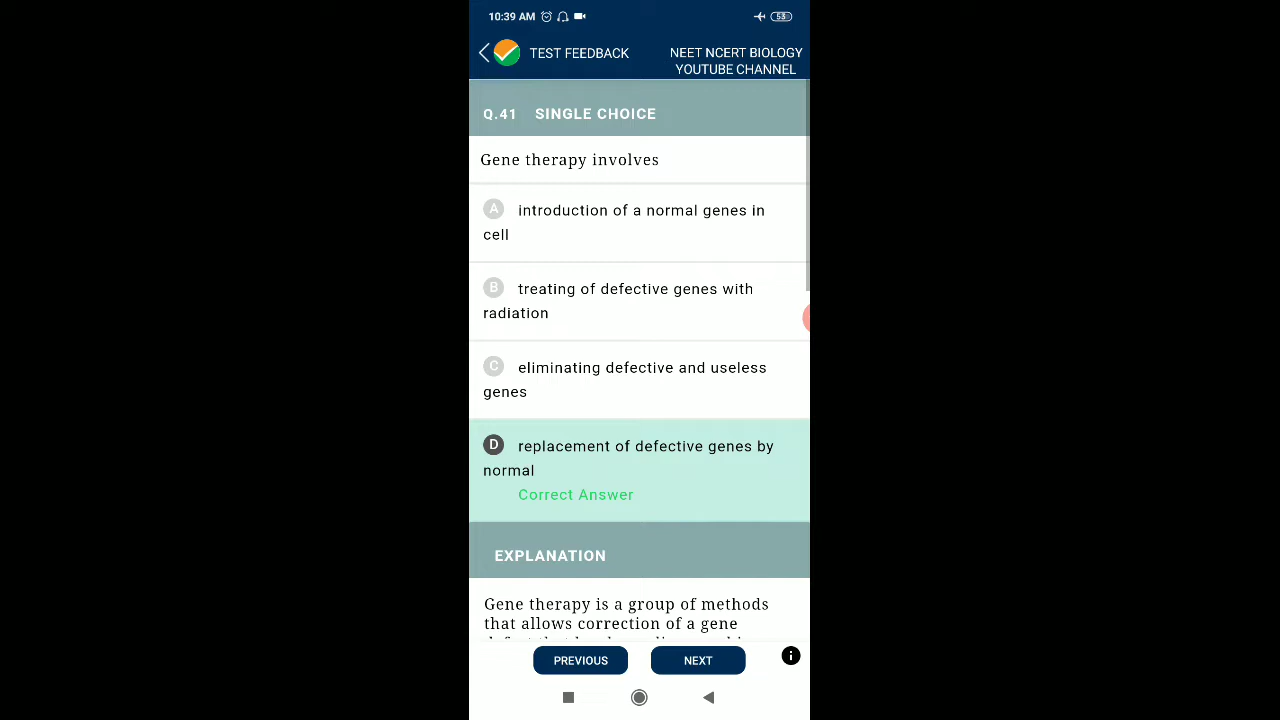 10:39 AM
53
TEST FEEDBACK
NEET NCERT BIOLOGY
YOUTUBE CHANNEL
Q.41 SINGLE CHOICE
Gene therapy involves
A introduction of a normal genes in
cell
B treating of defective genes with
radiation
C eliminating defective and useless
genes
D replacement of defective genes by
normal
Correct Answer
EXPLANATION
Gene therapy is a group of methods
that allows correction of a gene
PREVIOUS
NEXT